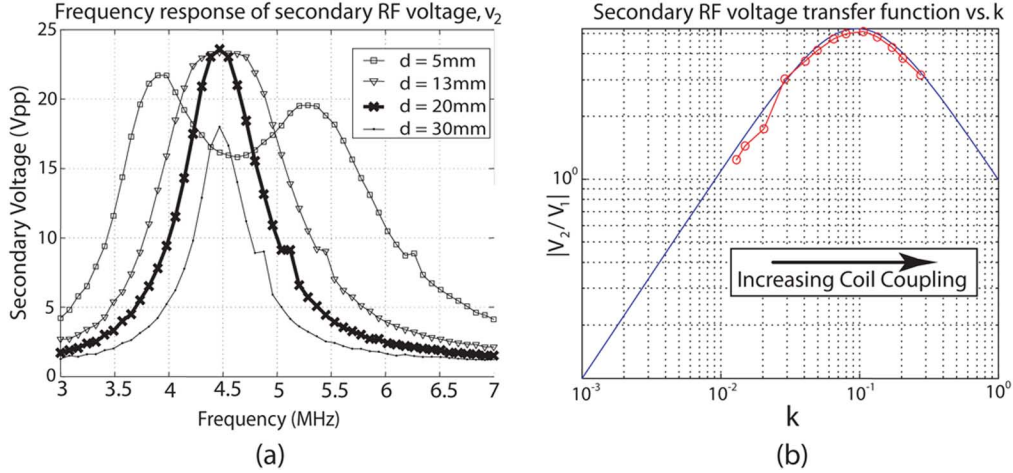 Frequency response of secondary RF voltage, v2
Secondary Voltage (Vpp)
25
20
15
10
5
0
d = 5mm
d = 13mm
d = 20mm
d = 30mm
3 3.5 4 4.5 5 5.5 6 6.5 7
Frequency (MHz)
(a)
Secondary RF voltage transfer function vs. k
|V2/V1|
10^0
Increasing Coil Coupling
10^-3 10^-2 10^-1 10^0
k
(b)